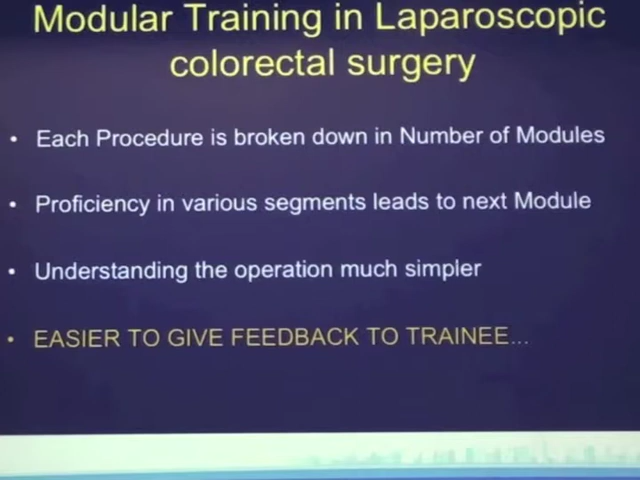 Modular Training in Laparoscopic
colorectal surgery
• Each Procedure is broken down in Number of Modules
• Proficiency in various segments leads to next Module
• Understanding the operation much simpler
• EASIER TO GIVE FEEDBACK TO TRAINEE...